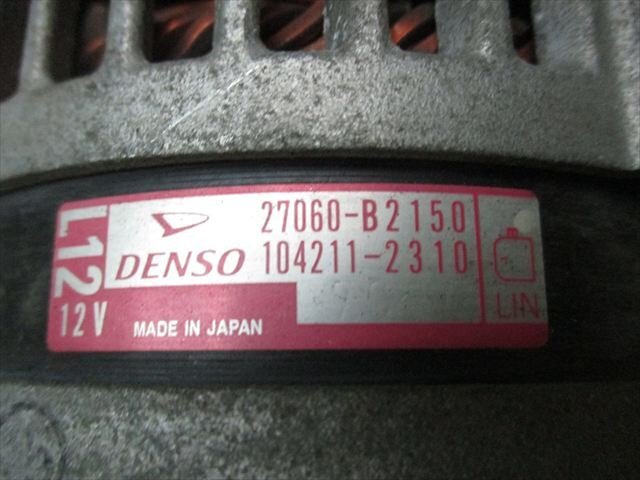 L12
27060-B2150
DENSO 104211-2310
12V
MADE IN JAPAN
LIN